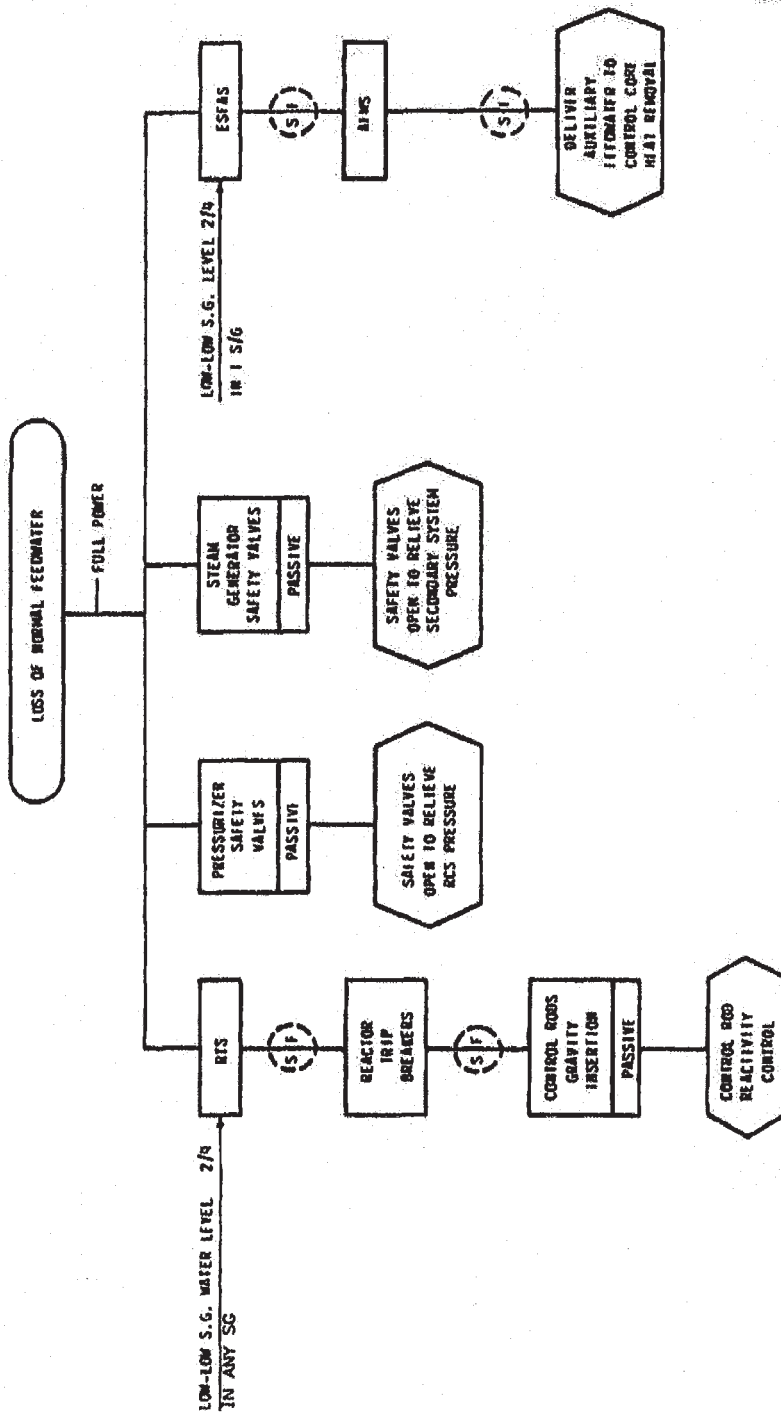 LOSS OF NORMAL FEEDWATER
FULL POWER
LOW-LOW S.G. WATER LEVEL 2/4
IN ANY SG
RTS
S F
REACTOR
TRIP
BREAKERS
S F
CONTROL RODS
GRAVITY
INSERTION
PASSIVE
CONTROL ROD
REACTIVITY
CONTROL
PRESSURIZER
SAFETY
VALVES
PASSIVE
SAFETY VALVES
OPEN TO RELIEVE
RCS PRESSURE
STEAM
GENERATOR
SAFETY VALVES
PASSIVE
SAFETY VALVES
OPEN TO RELIEVE
SECONDARY SYSTEM
PRESSURE
LOW-LOW S.G. LEVEL 2/4
IN 1 S/G
ESFAS
S F
AFWS
S F
DELIVER
AUXILIARY
FEEDWATER TO
CONTROL CORE
HEAT REMOVAL